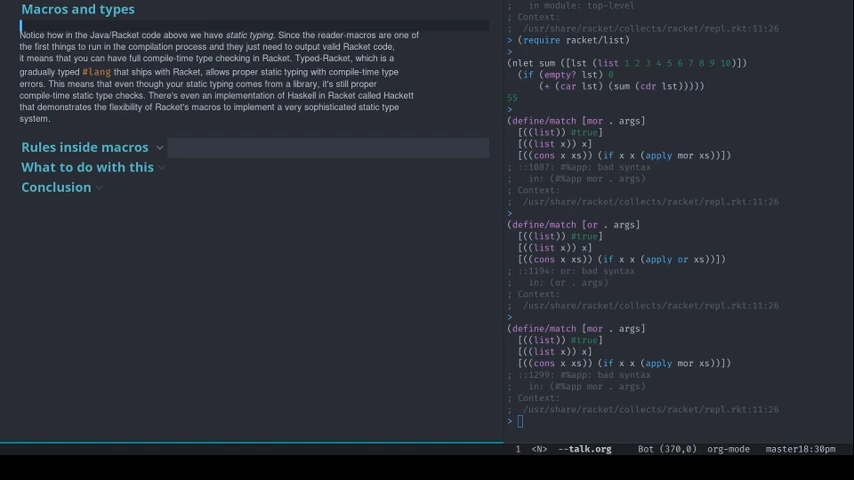 Macros and types
Notice how in the Java/Racket code above we have static typing. Since the reader-macros are one of
the first things to run in the compilation process and they just need to output valid Racket code,
it means that you can have full compile-time type checking in Racket. Typed-Racket, which is a
gradually typed #lang that ships with Racket, allows proper static typing with compile-time type
errors. This means that even though your static typing comes from a library, it's still proper
compile-time static type checks. There's even an implementation of Haskell in Racket called Hackett
that demonstrates the flexibility of Racket's macros to implement a very sophisticated static type
system.
Rules inside macros
What to do with this
Conclusion
; in module: top-level
; Context:
; /usr/share/racket/collects/racket/repl.rkt:11:26
> (require racket/list)
>
(nlet sum ([lst (list 1 2 3 4 5 6 7 8 9 10)])
(if (empty? lst) 0
(+ (car lst) (sum (cdr lst)))))
55
>
(define/match [mor . args]
[((list)) #true]
[((list x)) x]
[((cons x xs)) (if x x (apply mor xs))])
; ::1087: #%app: bad syntax
; in: (#%app mor . args)
; Context:
; /usr/share/racket/collects/racket/repl.rkt:11:26
>
(define/match [or . args]
[((list)) #true]
[((list x)) x]
[((cons x xs)) (if x x (apply or xs))])
; ::1194: or: bad syntax
; in: (or . args)
; Context:
; /usr/share/racket/collects/racket/repl.rkt:11:26
>
(define/match [mor . args]
[((list)) #true]
[((list x)) x]
[((cons x xs)) (if x x (apply mor xs))])
; ::1299: #%app: bad syntax
; in: (#%app mor . args)
; Context:
; /usr/share/racket/collects/racket/repl.rkt:11:26
>
1 <N> --talk.org Bot (370,0) org-mode master18:30pm